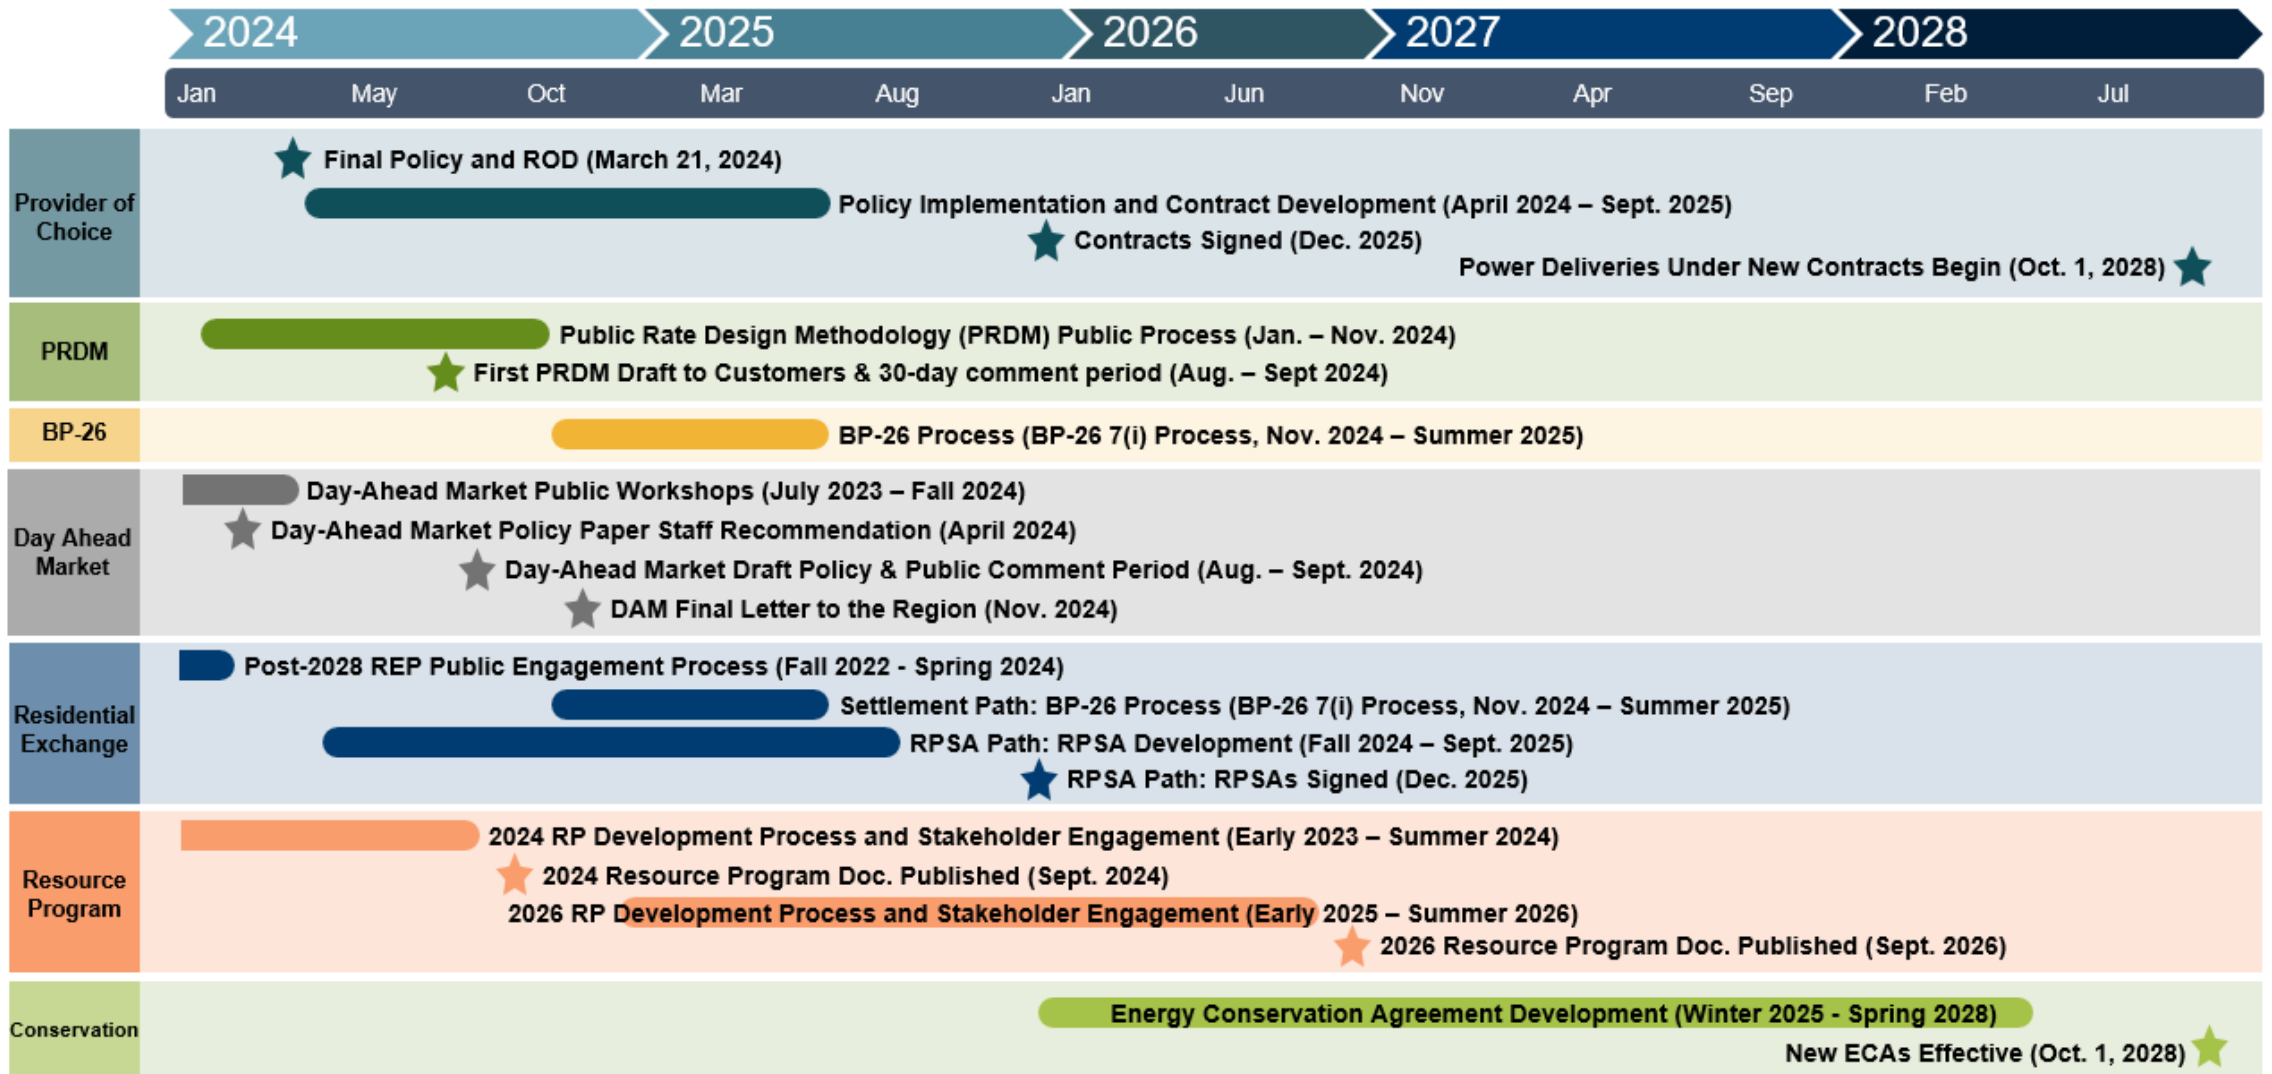 2024 2025 2026 2027 2028
Jan May Oct Mar Aug Jan Jun Nov Apr Sep Feb Jul
Provider of
Choice
Final Policy and ROD (March 21, 2024)
Policy Implementation and Contract Development (April 2024 – Sept. 2025)
Contracts Signed (Dec. 2025)
Power Deliveries Under New Contracts Begin (Oct. 1, 2028)
PRDM
Public Rate Design Methodology (PRDM) Public Process (Jan. – Nov. 2024)
First PRDM Draft to Customers & 30-day comment period (Aug. – Sept 2024)
BP-26
BP-26 Process (BP-26 7(i) Process, Nov. 2024 – Summer 2025)
Day Ahead
Market
Day-Ahead Market Public Workshops (July 2023 – Fall 2024)
Day-Ahead Market Policy Paper Staff Recommendation (April 2024)
Day-Ahead Market Draft Policy & Public Comment Period (Aug. – Sept. 2024)
DAM Final Letter to the Region (Nov. 2024)
Residential
Exchange
Post-2028 REP Public Engagement Process (Fall 2022 - Spring 2024)
Settlement Path: BP-26 Process (BP-26 7(i) Process, Nov. 2024 – Summer 2025)
RPSA Path: RPSA Development (Fall 2024 – Sept. 2025)
RPSA Path: RPSAs Signed (Dec. 2025)
Resource
Program
2024 RP Development Process and Stakeholder Engagement (Early 2023 – Summer 2024)
2024 Resource Program Doc. Published (Sept. 2024)
2026 RP Development Process and Stakeholder Engagement (Early 2025 – Summer 2026)
2026 Resource Program Doc. Published (Sept. 2026)
Conservation
Energy Conservation Agreement Development (Winter 2025 - Spring 2028)
New ECAs Effective (Oct. 1, 2028)